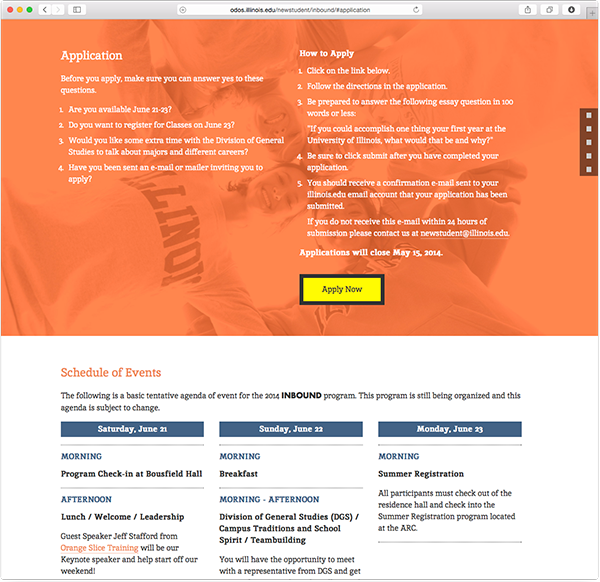 odos.illinois.edu/newstudent/inbound/#application
Application
Before you apply, make sure you can answer yes to these
questions.
1. Are you available June 21-23?
2. Do you want to register for Classes on June 23?
3. Would you like some extra time with the Division of General
Studies to talk about majors and different careers?
4. Have you been sent an e-mail or mailer inviting you to
apply?
How to Apply
1. Click on the link below.
2. Follow the directions in the application.
3. Be prepared to answer the following essay question in 100
words or less:
"If you could accomplish one thing your first year at the
University of Illinois, what would that be and why?"
4. Be sure to click submit after you have completed your
application.
5. You should receive a confirmation e-mail sent to your
illinois.edu email account that your application has been
submitted.
If you do not receive this e-mail within 24 hours of
submission please contact us at newstudent@illinois.edu.
Applications will close May 15, 2014.
Apply Now
Schedule of Events
The following is a basic tentative agenda of event for the 2014 INBOUND program. This program is still being organized and this
agenda is subject to change.
Saturday, June 21
MORNING
Program Check-in at Bousfield Hall
AFTERNOON
Lunch / Welcome / Leadership
Guest Speaker Jeff Stafford from
Orange Slice Training will be our
Keynote speaker and help start off our
weekend!
Sunday, June 22
MORNING
Breakfast
MORNING - AFTERNOON
Division of General Studies (DGS) /
Campus Traditions and School
Spirit / Teambuilding
You will have the opportunity to meet
with a representative from DGS and get
Monday, June 23
MORNING
Summer Registration
All participants must check out of the
residence hall and check into the
Summer Registration program located
at the ARC.